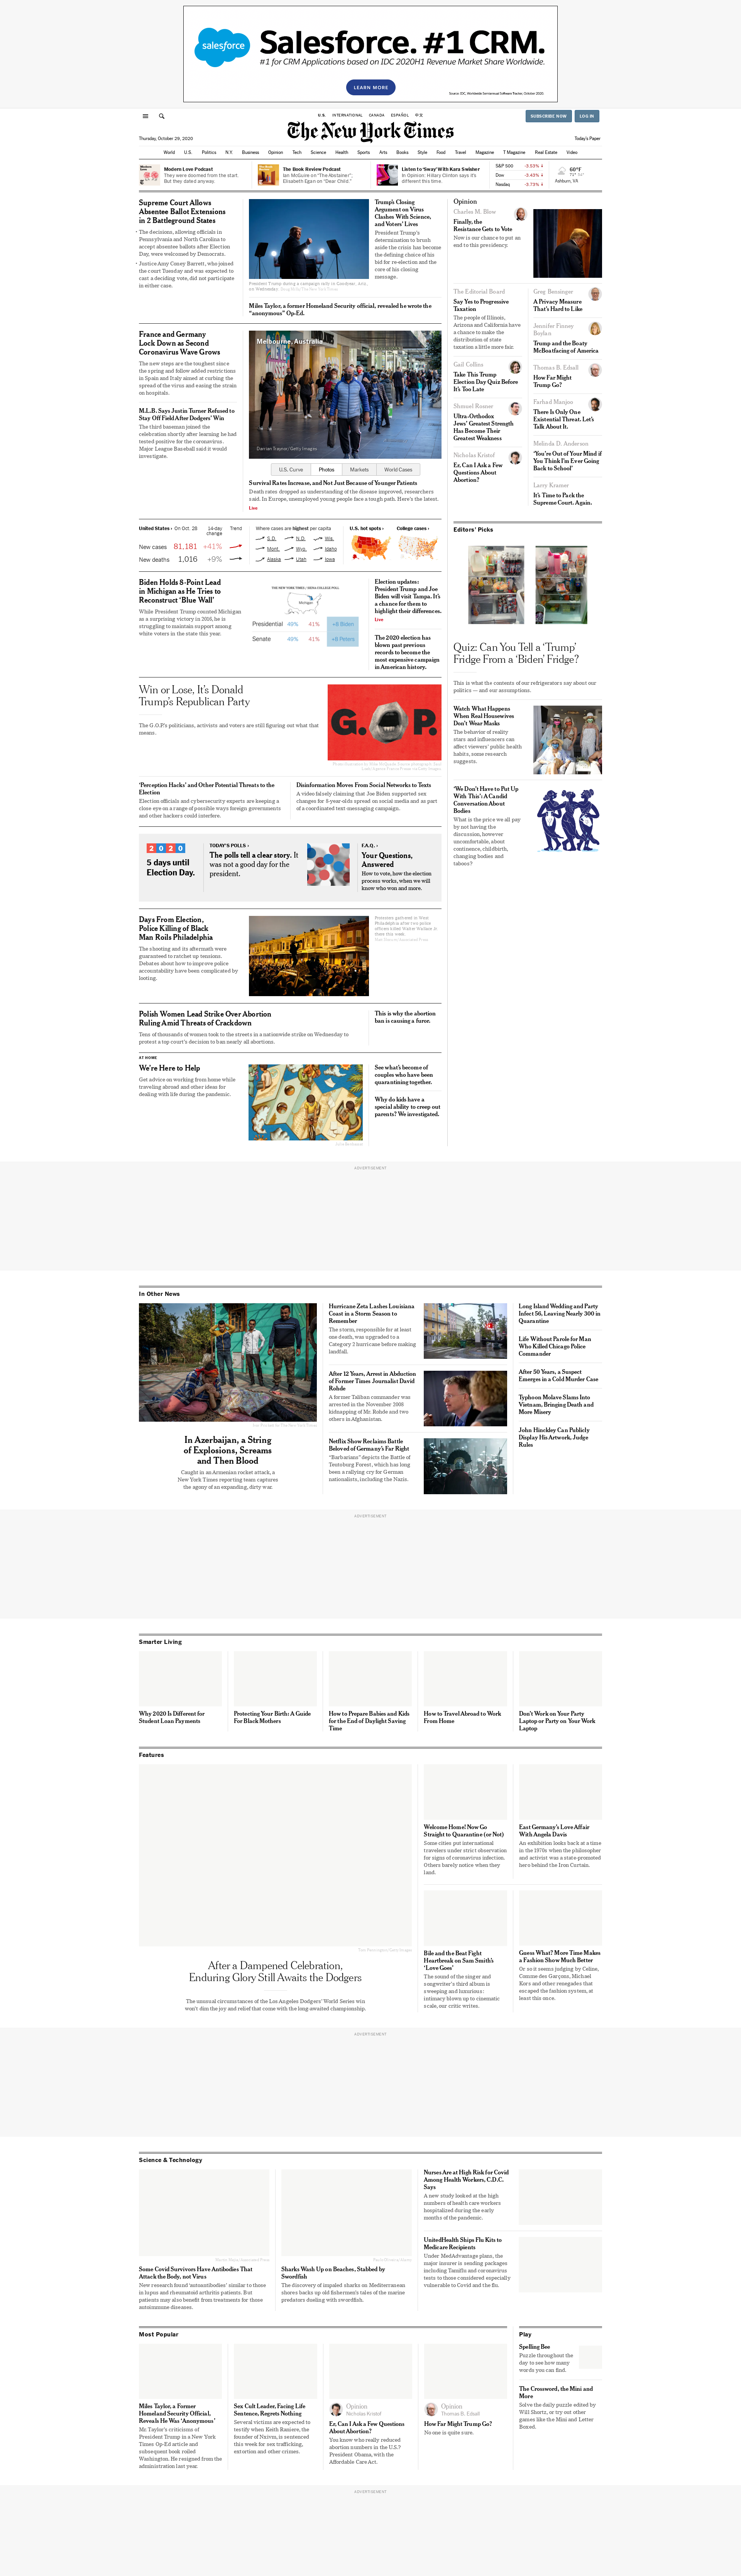 salesforce
Salesforce. #1 CRM.
#1 for CRM Applications based on IDC 2020H1 Revenue Market Share Worldwide.
LEARN MORE
U.S. INTERNATIONAL CANADA ESPAÑOL 中文
SUBSCRIBE NOW
LOG IN
The New York Times
Thursday, October 29, 2020
Today's Paper
World U.S. Politics N.Y. Business Opinion Tech Science Health Sports Arts Books Style Food Travel Magazine T Magazine Real Estate Video
Modern Love Podcast
They were doomed from the start.
But they dated anyway.
The Book Review Podcast
Ian McGuire on "The Abstainer";
Elisabeth Egan on "Dear Child."
Listen to 'Sway' With Kara Swisher
In Opinion: Hillary Clinton says it's
different this time.
S&P 500 -3.53% ↓
Dow -3.43% ↓
Nasdaq -3.73% ↓
60°F
Ashburn, VA
Supreme Court Allows
Absentee Ballot Extensions
in 2 Battleground States
The decisions, allowing officials in
Pennsylvania and North Carolina to
accept absentee ballots after Election
Day, were welcomed by Democrats.
Justice Amy Coney Barrett, who joined
the court Tuesday and was expected to
cast a deciding vote, did not participate
in either case.
President Trump during a campaign rally in Goodyear, Ariz.,
on Wednesday.
Trump's Closing
Argument on Virus
Clashes With Science,
and Voters' Lives
President Trump's
determination to brush
aside the crisis has become
the defining choice of his
bid for re-election and the
core of his closing
message.
Miles Taylor, a former Homeland Security official, revealed he wrote the
"anonymous" Op-Ed.
France and Germany
Lock Down as Second
Coronavirus Wave Grows
The new steps are the toughest since
the spring and follow added restrictions
in Spain and Italy aimed at curbing the
spread of the virus and easing the strain
on hospitals.
M.L.B. Says Justin Turner Refused to
Stay Off Field After Dodgers' Win
The third baseman joined the
celebration shortly after learning he had
tested positive for the coronavirus.
Major League Baseball said it would
investigate.
Melbourne, Australia
Damian Trapnor/Getty Images
U.S. Curve
Photos
Markets
World Cases
Survival Rates Increase, and Not Just Because of Younger Patients
Death rates dropped as understanding of the disease improved, researchers
said. In Europe, unemployed young people face a tough path. Here's the latest.
Live
United States › On Oct. 28 14-day change Trend
New cases 81,181 +41%
New deaths 1,016 +9%
Where cases are highest per capita
S.D. N.D. Wis.
Mont. Wyo. Idaho
Alaska Utah Iowa
U.S. hot spots ›
College cases ›
Biden Holds 8-Point Lead
in Michigan as He Tries to
Reconstruct 'Blue Wall'
While President Trump counted Michigan
as a surprising victory in 2016, he is
struggling to maintain support among
white voters in the state this year.
THE NEW YORK TIMES / SIENA COLLEGE POLL
Michigan
Presidential 49% 41% +8 Biden
Senate 49% 41% +8 Peters
Election updates:
President Trump and Joe
Biden will visit Tampa. It's
a chance for them to
highlight their differences.
Live
The 2020 election has
blown past previous
records to become the
most expensive campaign
in American history.
Win or Lose, It's Donald
Trump's Republican Party
The G.O.P.'s politicians, activists and voters are still figuring out what that
means.
G.O.P.
'Perception Hacks' and Other Potential Threats to the
Election
Election officials and cybersecurity experts are keeping a
close eye on a range of possible ways foreign governments
and other hackers could interfere.
Disinformation Moves From Social Networks to Texts
A video falsely claiming that Joe Biden supported sex
changes for 8-year-olds spread on social media and as part
of a coordinated text-messaging campaign.
2020
5 days until
Election Day.
TODAY'S POLLS ›
The polls tell a clear story. It
was not a good day for the
president.
F.A.Q. ›
Your Questions,
Answered
How to vote, how the election
process works, when we will
know who won and more.
Days From Election,
Police Killing of Black
Man Roils Philadelphia
The shooting and its aftermath were
guaranteed to ratchet up tensions.
Debates about how to improve police
accountability have been complicated by
looting.
Protesters gathered in West
Philadelphia after two police
officers killed Walter Wallace Jr.
there this week.
Polish Women Lead Strike Over Abortion
Ruling Amid Threats of Crackdown
Tens of thousands of women took to the streets in a nationwide strike on Wednesday to
protest a top court's decision to ban nearly all abortions.
This is why the abortion
ban is causing a furor.
AT HOME
We're Here to Help
Get advice on working from home while
traveling abroad and other ideas for
dealing with life during the pandemic.
See what's become of
couples who have been
quarantining together.
Why do kids have a
special ability to creep out
parents? We investigated.
Opinion
Charles M. Blow
Finally, the
Resistance Gets to Vote
Now is our chance to put an
end to this presidency.
The Editorial Board
Say Yes to Progressive
Taxation
The people of Illinois,
Arizona and California have
a chance to make the
distribution of state
taxation a little more fair.
Gail Collins
Take This Trump
Election Day Quiz Before
It's Too Late
Shmuel Rosner
Ultra-Orthodox
Jews' Greatest Strength
Has Become Their
Greatest Weakness
Nicholas Kristof
Er, Can I Ask a Few
Questions About
Abortion?
Greg Bensinger
A Privacy Measure
That's Hard to Like
Jennifer Finney
Boylan
Trump and the Boaty
McBoatfacing of America
Thomas B. Edsall
How Far Might
Trump Go?
Farhad Manjoo
There Is Only One
Existential Threat. Let's
Talk About It.
Melinda D. Anderson
'You're Out of Your Mind if
You Think I'm Ever Going
Back to School'
Larry Kramer
It's Time to Pack the
Supreme Court. Again.
Editors' Picks
Quiz: Can You Tell a 'Trump'
Fridge From a 'Biden' Fridge?
This is what the contents of our refrigerators say about our
politics — and our assumptions.
Watch What Happens
When Real Housewives
Don't Wear Masks
The behavior of reality
stars and influencers can
affect viewers' public health
habits, some research
suggests.
'We Don't Have to Put Up
With This': A Candid
Conversation About
Bodies
What is the price we all pay
by not having the
discussion, however
uncomfortable, about
continence, childbirth,
changing bodies and
taboos?
ADVERTISEMENT
In Other News
In Azerbaijan, a String
of Explosions, Screams
and Then Blood
Caught in an Armenian rocket attack, a
New York Times reporting team captures
the agony of an expanding, dirty war.
Hurricane Zeta Lashes Louisiana
Coast in a Storm Season to
Remember
The storm, responsible for at least
one death, was upgraded to a
Category 2 hurricane before making
landfall.
After 12 Years, Arrest in Abduction
of Former Times Journalist David
Rohde
A former Taliban commander was
arrested in the November 2008
kidnapping of Mr. Rohde and two
others in Afghanistan.
Netflix Show Reclaims Battle
Beloved of Germany's Far Right
"Barbarians" depicts the Battle of
Teutoburg Forest, which has long
been a rallying cry for German
nationalists, including the Nazis.
Long Island Wedding and Party
Infect 56, Leaving Nearly 300 in
Quarantine
Life Without Parole for Man
Who Killed Chicago Police
Commander
After 50 Years, a Suspect
Emerges in a Cold Murder Case
Typhoon Molave Slams Into
Vietnam, Bringing Death and
More Misery
John Hinckley Can Publicly
Display His Artwork, Judge
Rules
ADVERTISEMENT
Smarter Living
Why 2020 Is Different for
Student Loan Payments
Protecting Your Birth: A Guide
For Black Mothers
How to Prepare Babies and Kids
for the End of Daylight Saving
Time
How to Travel Abroad to Work
From Home
Don't Work on Your Party
Laptop or Party on Your Work
Laptop
Features
After a Dampened Celebration,
Enduring Glory Still Awaits the Dodgers
The unusual circumstances of the Los Angeles Dodgers' World Series win
won't dim the joy and relief that come with the long-awaited championship.
Welcome Home! Now Go
Straight to Quarantine (or Not)
Some cities put international
travelers under strict observation
for signs of coronavirus infection.
Others barely notice when they
land.
East Germany's Love Affair
With Angela Davis
An exhibition looks back at a time
in the 1970s when the philosopher
and activist was a state-promoted
hero behind the Iron Curtain.
Bile and the Beat Fight
Heartbreak on Sam Smith's
'Love Goes'
The sound of the singer and
songwriter's third album is
sweeping and luxurious:
intimacy blown up to cinematic
scale, our critic writes.
Guess What? More Time Makes
a Fashion Show Much Better
Or so it seems judging by Celine,
Comme des Garçons, Michael
Kors and other renegades that
escaped the fashion system, at
least this once.
ADVERTISEMENT
Science & Technology
Some Covid Survivors Have Antibodies That
Attack the Body, not Virus
New research found 'autoantibodies' similar to those
in lupus and rheumatoid arthritis patients. But
patients may also benefit from treatments for those
autoimmune diseases.
Sharks Wash Up on Beaches, Stabbed by
Swordfish
The discovery of impaled sharks on Mediterranean
shores backs up old fishermen's tales of the marine
predators dueling with swordfish.
Nurses Are at High Risk for Covid
Among Health Workers, C.D.C.
Says
A new study looked at the high
numbers of health care workers
hospitalized during the early
months of the pandemic.
UnitedHealth Ships Flu Kits to
Medicare Recipients
Under MedAdvantage plans, the
major insurer is sending packages
including Tamiflu and coronavirus
tests to those considered especially
vulnerable to Covid and the flu.
Most Popular
Miles Taylor, a Former
Homeland Security Official,
Reveals He Was 'Anonymous'
Mr. Taylor's criticisms of
President Trump in a New York
Times Op-Ed article and
subsequent book roiled
Washington. He resigned from the
administration last year.
Sex Cult Leader, Facing Life
Sentence, Regrets Nothing
Several victims are expected to
testify when Keith Raniere, the
founder of Nxivm, is sentenced
this week for sex trafficking,
extortion and other crimes.
Opinion
Nicholas Kristof
Er, Can I Ask a Few Questions
About Abortion?
You know who really reduced
abortion numbers in the U.S.?
President Obama, with the
Affordable Care Act.
Opinion
Thomas B. Edsall
How Far Might Trump Go?
No one is quite sure.
Play
Spelling Bee
Puzzle throughout the
day to see how many
words you can find.
The Crossword, the Mini and
More
Solve the daily puzzle edited by
Will Shortz, or try out other
games like the Mini and Letter
Boxed.
ADVERTISEMENT